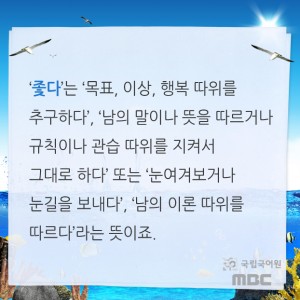 ‘좇다’는 ‘목표, 이상, 행복 따위를
추구하다’, ‘남의 말이나 뜻을 따르거나
규칙이나 관습 따위를 지켜서
그대로 하다’ 또는 ‘눈여겨보거나
눈길을 보내다’, ‘남의 이론 따위를
따르다’라는 뜻이죠.
국립국어원
MBC